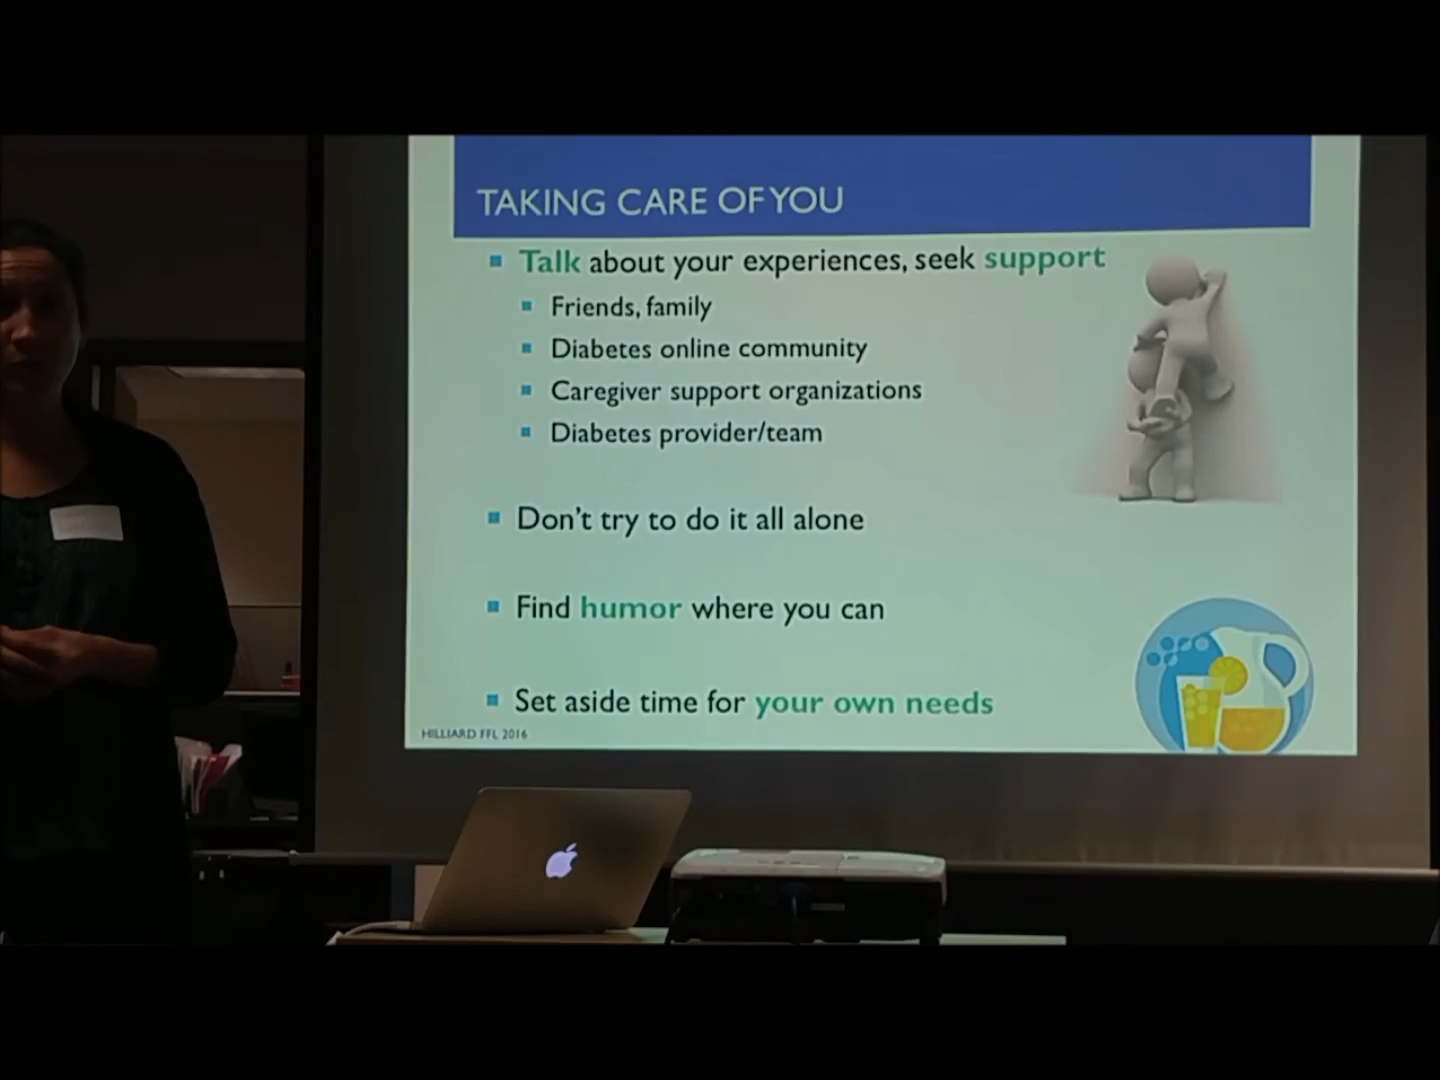 TAKING CARE OF YOU
Talk about your experiences, seek support
Friends, family
Diabetes online community
Caregiver support organizations
Diabetes provider/team
Don't try to do it all alone
Find humor where you can
Set aside time for your own needs
HILLIARD FFL 2016